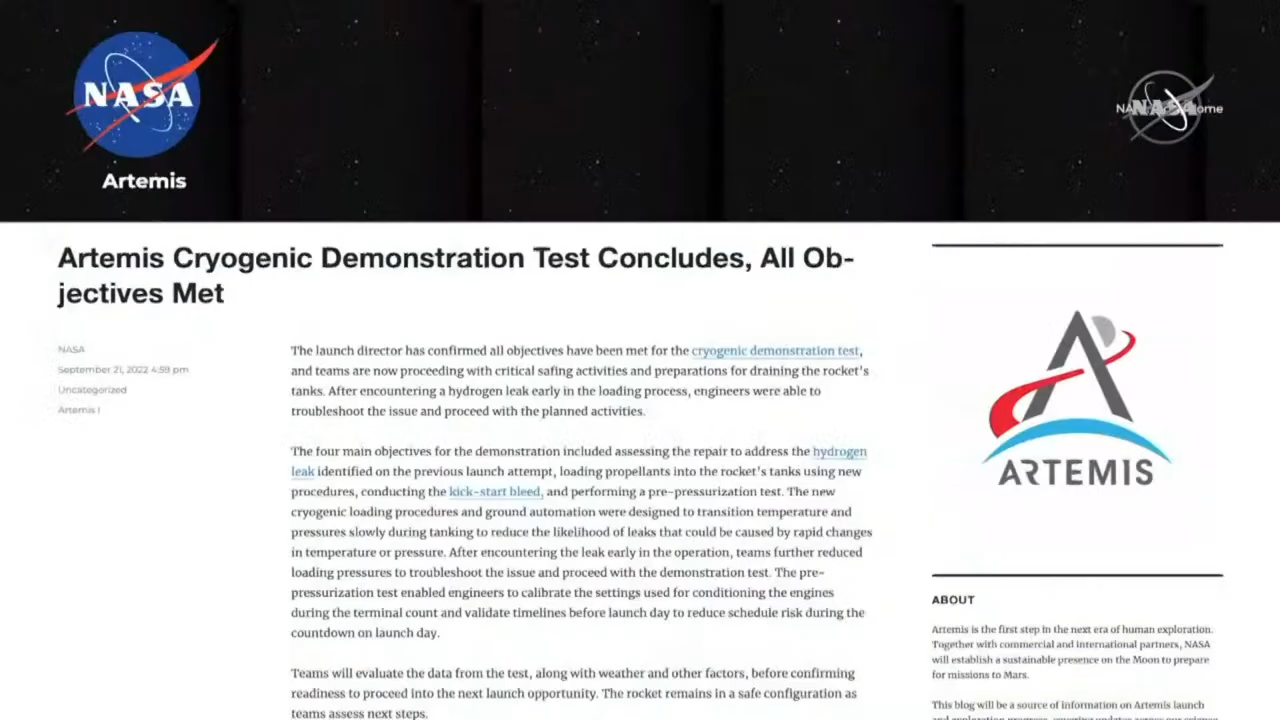 NASA
Artemis
NASA
Artemis Cryogenic Demonstration Test Concludes, All Ob-
jectives Met
NASA
September 21, 2022 4:59 pm
Uncategorized
Artemis I
The launch director has confirmed all objectives have been met for the cryogenic demonstration test,
and teams are now proceeding with critical safing activities and preparations for draining the rocket's
tanks. After encountering a hydrogen leak early in the loading process, engineers were able to
troubleshoot the issue and proceed with the planned activities.
The four main objectives for the demonstration included assessing the repair to address the hydrogen
leak identified on the previous launch attempt, loading propellants into the rocket's tanks using new
procedures, conducting the kick-start bleed, and performing a pre-pressurization test. The new
cryogenic loading procedures and ground automation were designed to transition temperature and
pressures slowly during tanking to reduce the likelihood of leaks that could be caused by rapid changes
in temperature or pressure. After encountering the leak early in the operation, teams further reduced
loading pressures to troubleshoot the issue and proceed with the demonstration test. The pre-
pressurization test enabled engineers to calibrate the settings used for conditioning the engines
during the terminal count and validate timelines before launch day to reduce schedule risk during the
countdown on launch day.
Teams will evaluate the data from the test, along with weather and other factors, before confirming
readiness to proceed into the next launch opportunity. The rocket remains in a safe configuration as
teams assess next steps.
ARTEMIS
ABOUT
Artemis is the first step in the next era of human exploration.
Together with commercial and international partners, NASA
will establish a sustainable presence on the Moon to prepare
for missions to Mars.
This blog will be a source of information on Artemis launch